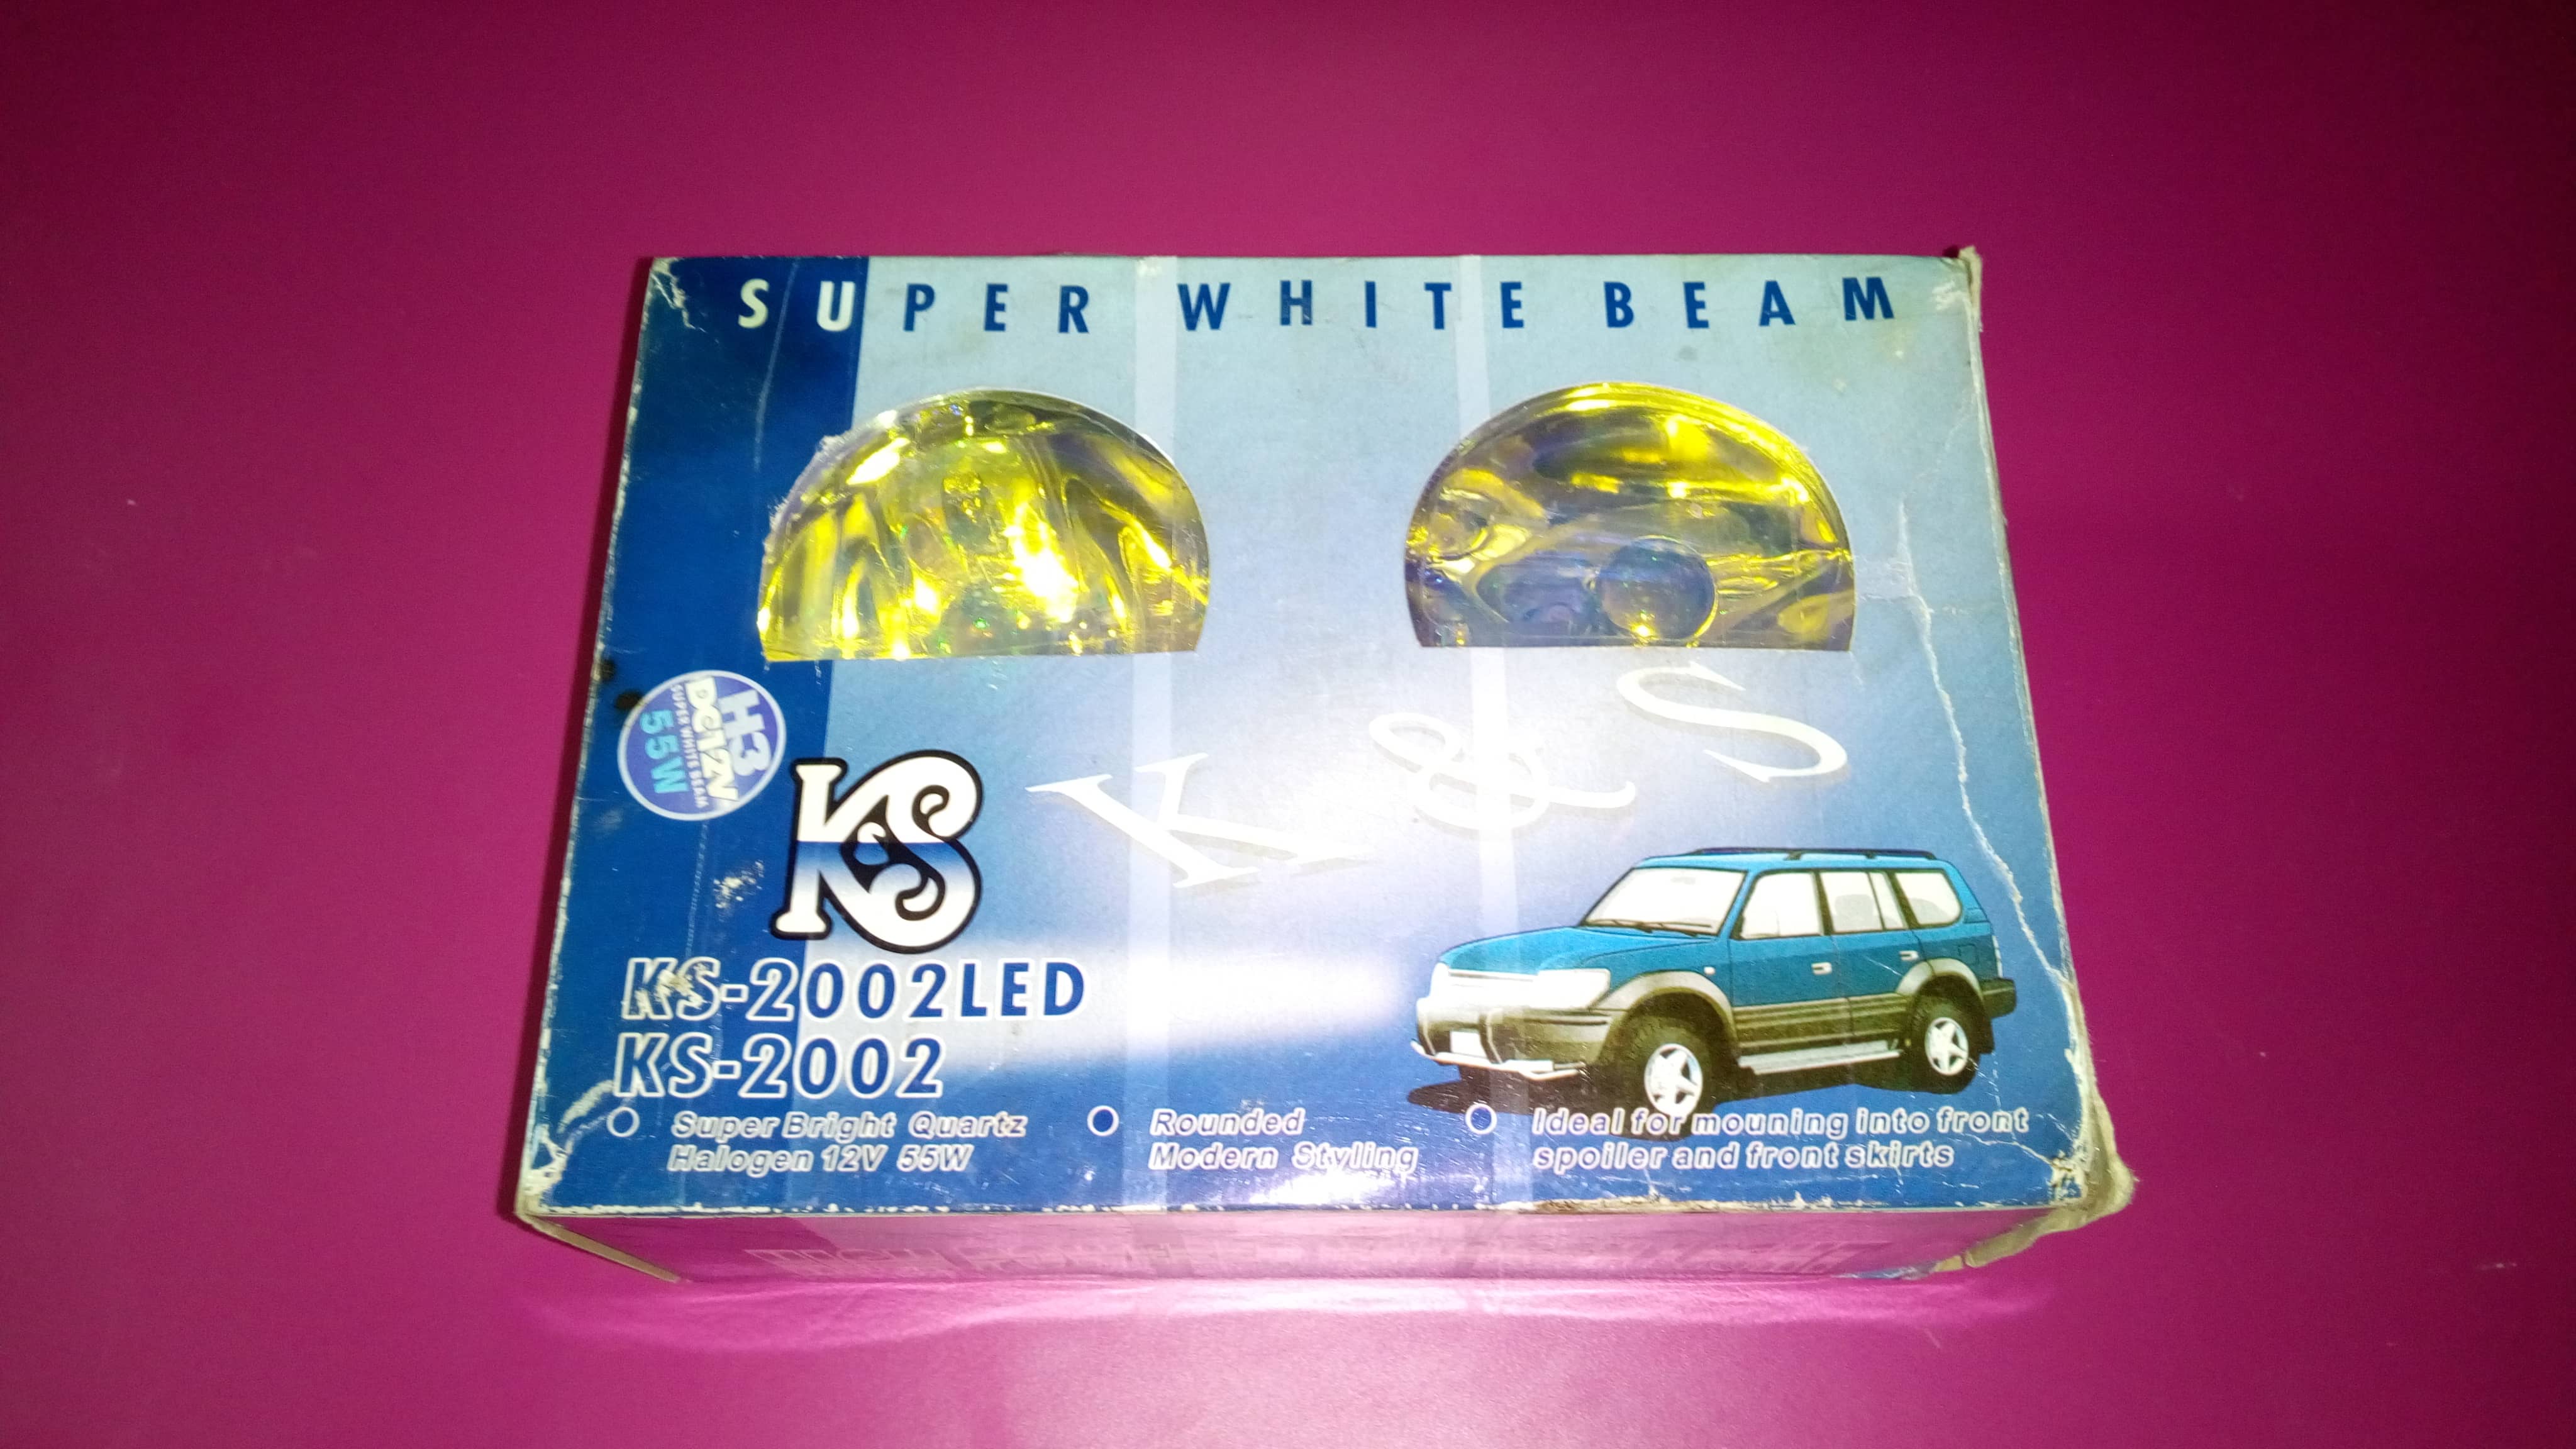 SUPER WHITE BEAM
H3
DC12V
SUPER WHITE BEAM
55W
K & S
K&S
KS-2002LED
KS-2002
Super Bright Quartz
Halogen 12V 55W
Rounded
Modern Styling
Ideal for mouning into front
spoiler and front skirts